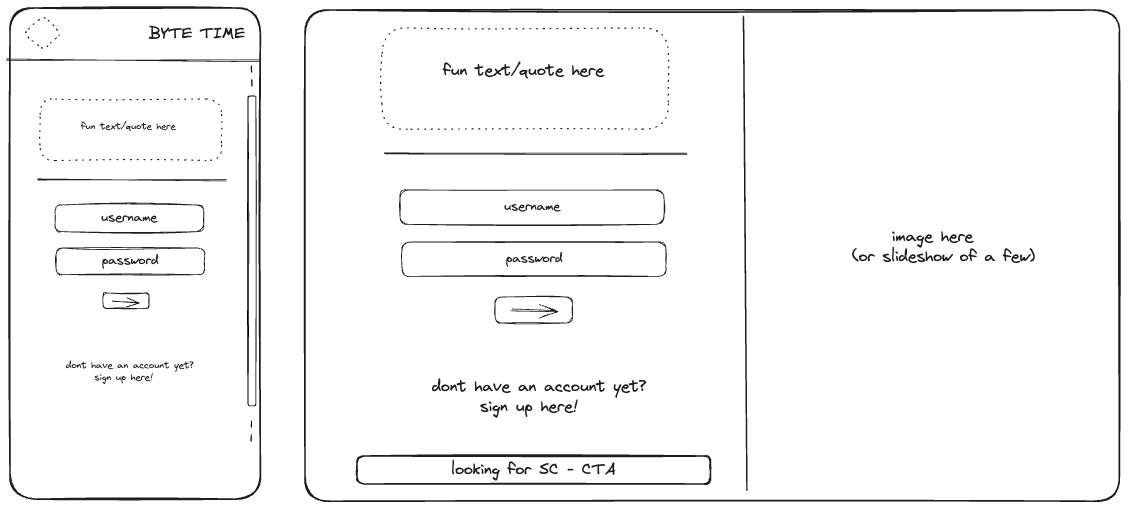 BYTE TIME
fun text/quote here
username
password
dont have an account yet?
sign up here!
fun text/quote here
username
password
dont have an account yet?
sign up here!
looking for SC - CTA
image here
(or slideshow of a few)